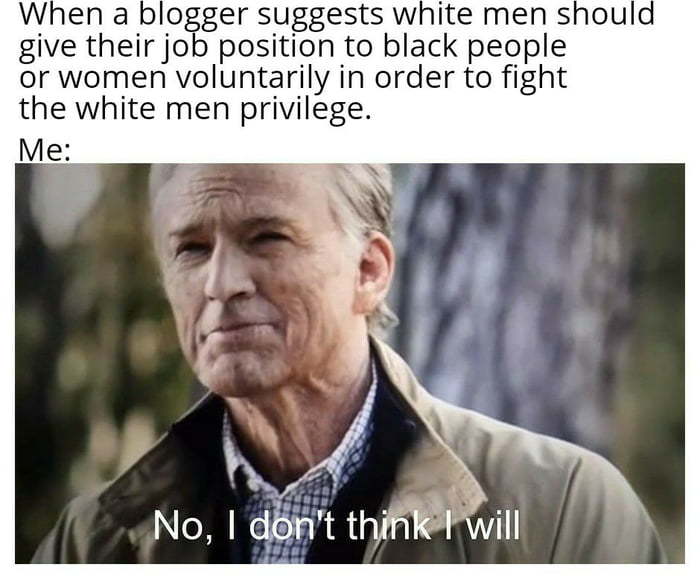 When a blogger suggests white men should
give their job position to black people
or women voluntarily in order to fight
the white men privilege.
Me:
No, I don't think I will